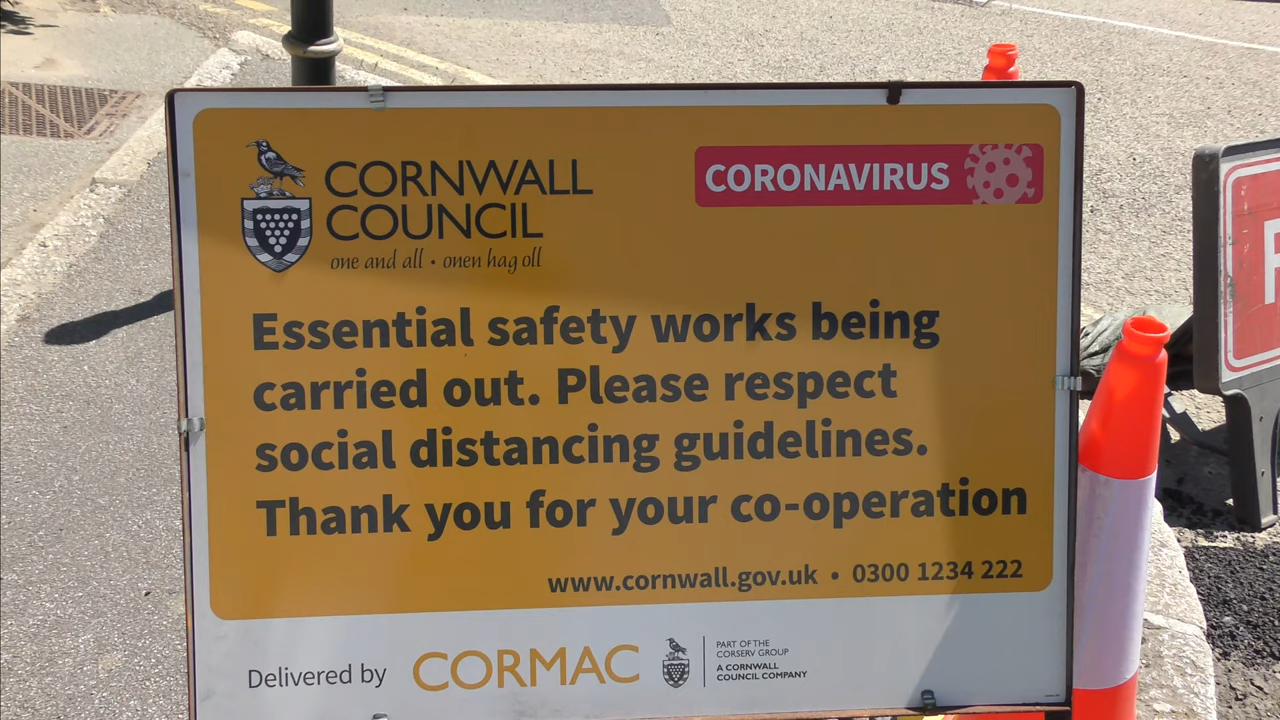 CORNWALL
COUNCIL
one and all • onen hag oll
CORONAVIRUS
Essential safety works being
carried out. Please respect
social distancing guidelines.
Thank you for your co-operation
www.cornwall.gov.uk • 0300 1234 222
Delivered by CORMAC
PART OF THE
CORSERV GROUP
A CORNWALL
COUNCIL COMPANY